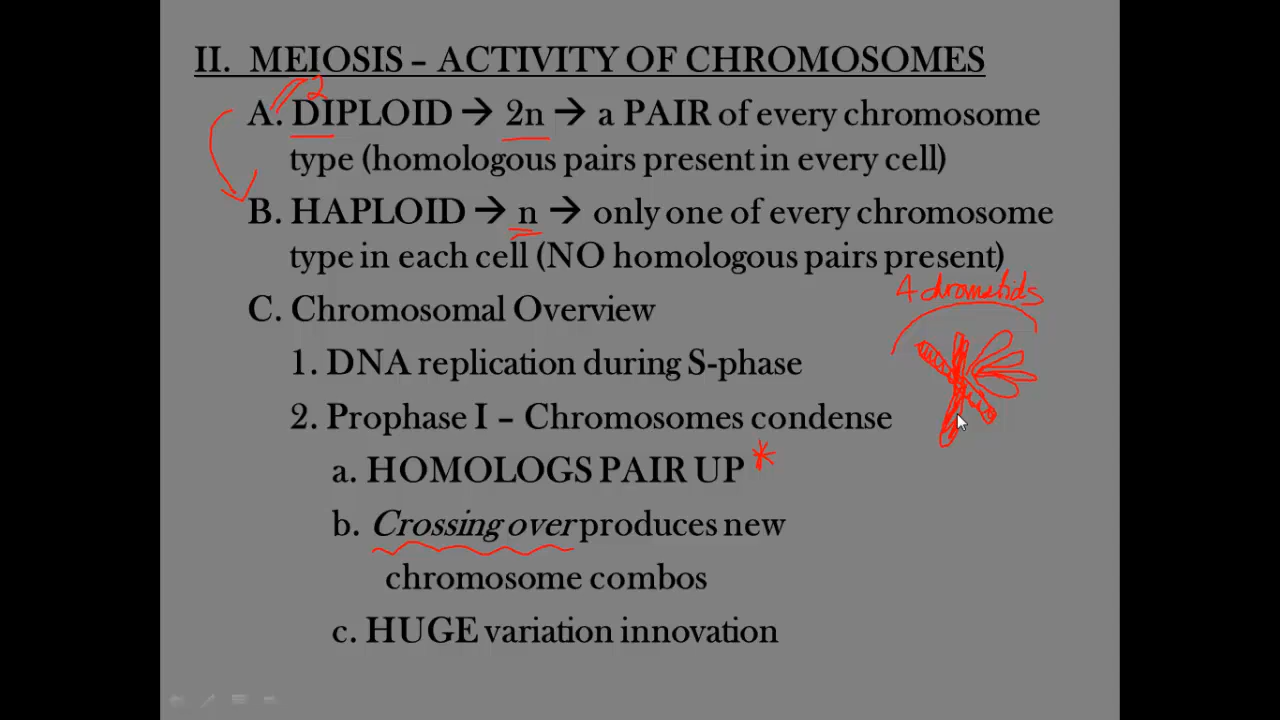 II. MEIOSIS – ACTIVITY OF CHROMOSOMES
2
A. DIPLOID → 2n → a PAIR of every chromosome
type (homologous pairs present in every cell)
B. HAPLOID → n → only one of every chromosome
type in each cell (NO homologous pairs present)
4 chromatids
C. Chromosomal Overview
1. DNA replication during S-phase
2. Prophase I – Chromosomes condense
a. HOMOLOGS PAIR UP *
b. Crossing over produces new
chromosome combos
c. HUGE variation innovation